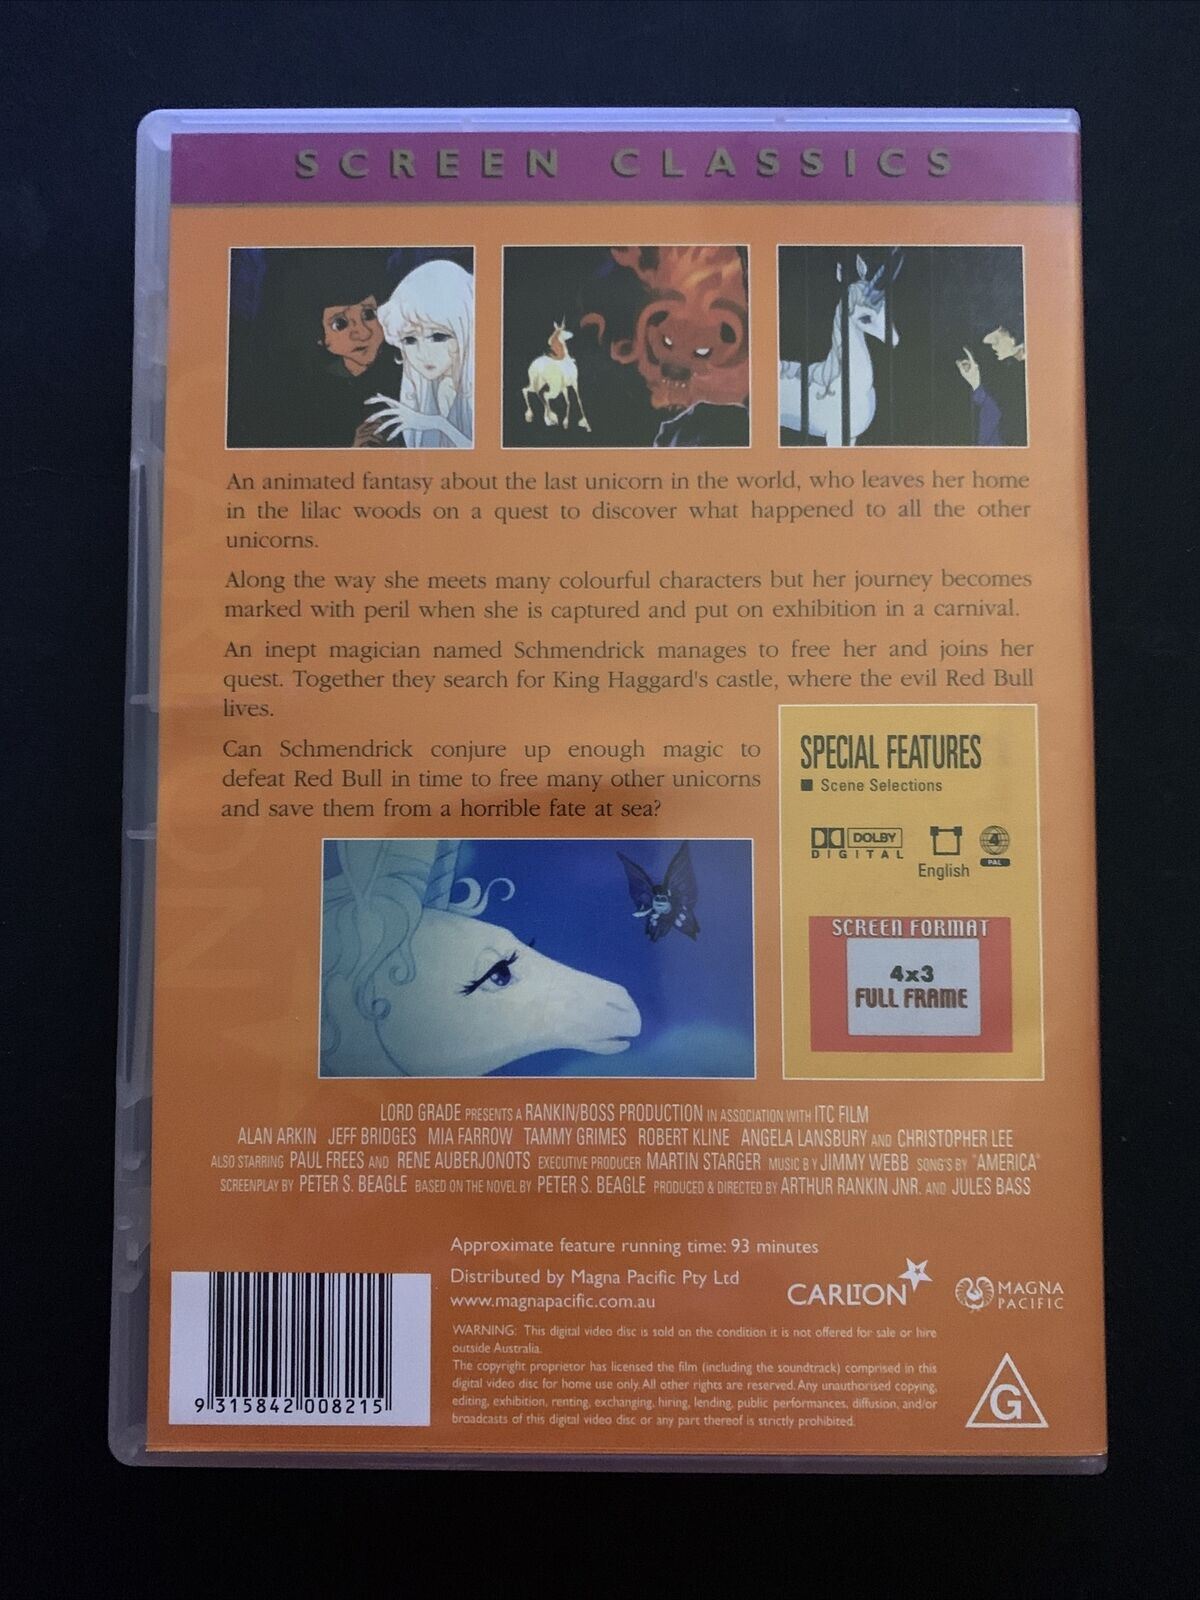 SCREEN CLASSICS
An animated fantasy about the last unicorn in the world, who leaves her home
in the lilac woods on a quest to discover what happened to all the other
unicorns.
Along the way she meets many colourful characters but her journey becomes
marked with peril when she is captured and put on exhibition in a carnival.
An inept magician named Schmendrick manages to free her and joins her
quest. Together they search for King Haggard's castle, where the evil Red Bull
lives.
Can Schmendrick conjure up enough magic to
defeat Red Bull in time to free many other unicorns
and save them from a horrible fate at sea?
SPECIAL FEATURES
■ Scene Selections
DOLBY
DIGITAL
English
4
PAL
SCREEN FORMAT
4x3
FULL FRAME
LORD GRADE PRESENTS A RANKIN/BOSS PRODUCTION IN ASSOCIATION WITH ITC FILM
ALAN ARKIN JEFF BRIDGES MIA FARROW TAMMY GRIMES ROBERT KLINE ANGELA LANSBURY AND CHRISTOPHER LEE
ALSO STARRING PAUL FREES AND RENE AUBERJONOTS EXECUTIVE PRODUCER MARTIN STARGER MUSIC BY JIMMY WEBB SONG'S BY "AMERICA"
SCREENPLAY BY PETER S. BEAGLE BASED ON THE NOVEL BY PETER S. BEAGLE PRODUCED & DIRECTED BY ARTHUR RANKIN JNR. AND JULES BASS
Approximate feature running time: 93 minutes
Distributed by Magna Pacific Pty Ltd
www.magnapacific.com.au
CARLTON
MAGNA
PACIFIC
WARNING: This digital video disc is sold on the condition it is not offered for sale or hire
outside Australia.
The copyright proprietor has licensed the film (including the soundtrack) comprised in this
digital video disc for home use only. All other rights are reserved. Any unauthorised copying,
editing, exhibition, renting, exchanging, hiring, lending, public performances, diffusion, and/or
broadcasts of this digital video disc or any part thereof is strictly prohibited.
G
9 315842 008215